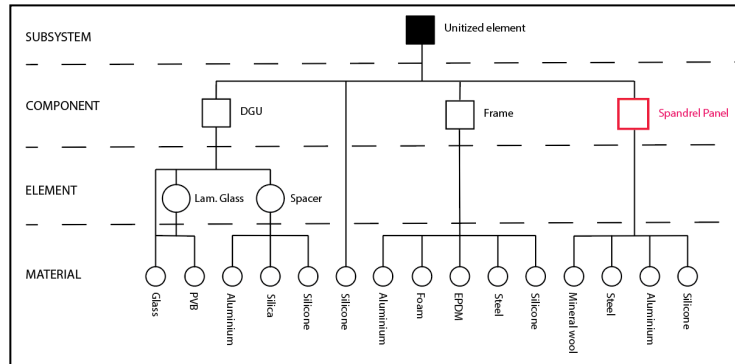 SUBSYSTEM
Unitized element
COMPONENT
DGU
Frame
Spandrel Panel
ELEMENT
Lam. Glass
Spacer
MATERIAL
Glass
PVB
Aluminium
Silica
Silicone
Silicone
Aluminium
Foam
EPDM
Steel
Silicone
Mineral wool
Steel
Aluminium
Silicone